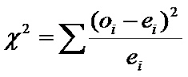 χ² = ∑ (oᵢ − eᵢ)² / eᵢ